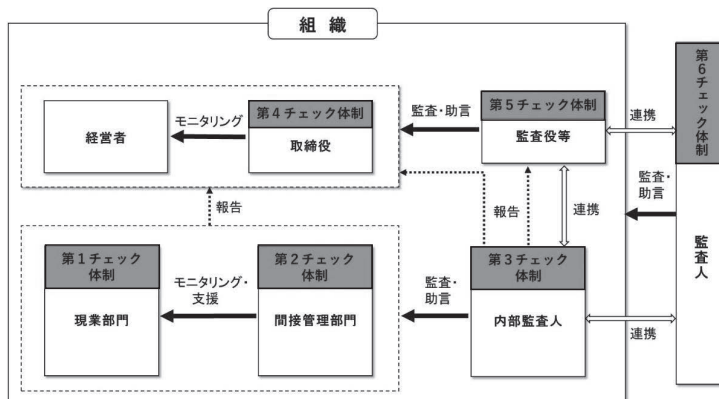 組織
経営者
モニタリング
第4チェック体制
取締役
監査・助言
第5チェック体制
監査役等
連携
第6チェック体制
監査・
助言
監査人
報告
報告
連携
第1チェック
体制
現業部門
モニタリング・
支援
第2チェック
体制
間接管理部門
監査・
助言
第3チェック
体制
内部監査人
連携